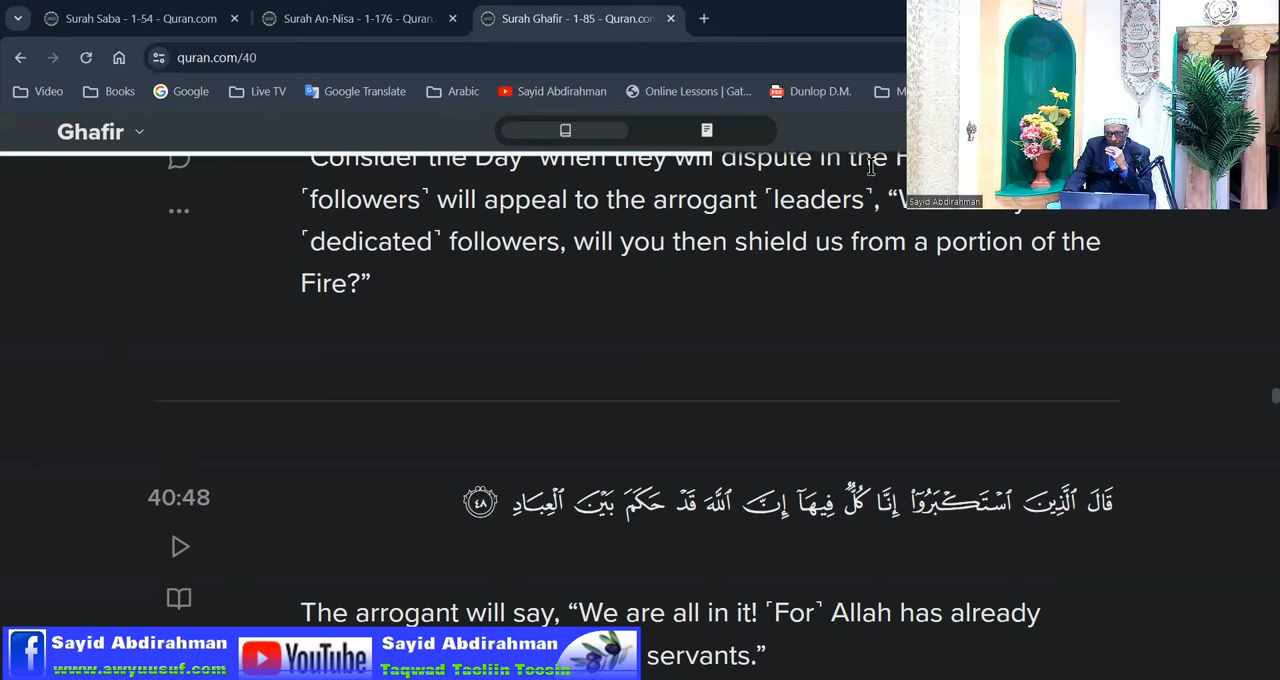 Surah Saba - 1-54 - Quran.com
Surah An-Nisa - 1-176 - Quran.
Surah Ghafir - 1-85 - Quran.com
quran.com/40
Video
Books
Google
Live TV
Google Translate
Arabic
Sayid Abdirahman
Online Lessons | Gat...
Dunlop D.M.
Ghafir
Sayid Abdirahman
Consider the Day when they will dispute in the
˹followers˺ will appeal to the arrogant ˹leaders˺, “
˹dedicated˺ followers, will you then shield us from a portion of the
Fire?”
40:48
قَالَ ٱلَّذِينَ ٱسْتَكْبَرُوٓا۟ إِنَّا كُلٌّۭ فِيهَآ إِنَّ ٱللَّهَ قَدْ حَكَمَ بَيْنَ ٱلْعِبَادِ ٤٨
The arrogant will say, “We are all in it! ˹For˺ Allah has already
servants.”
Sayid Abdirahman
www.awyuusuf.com
YouTube
Sayid Abdirahman
Taqwad Taoliin Toosin